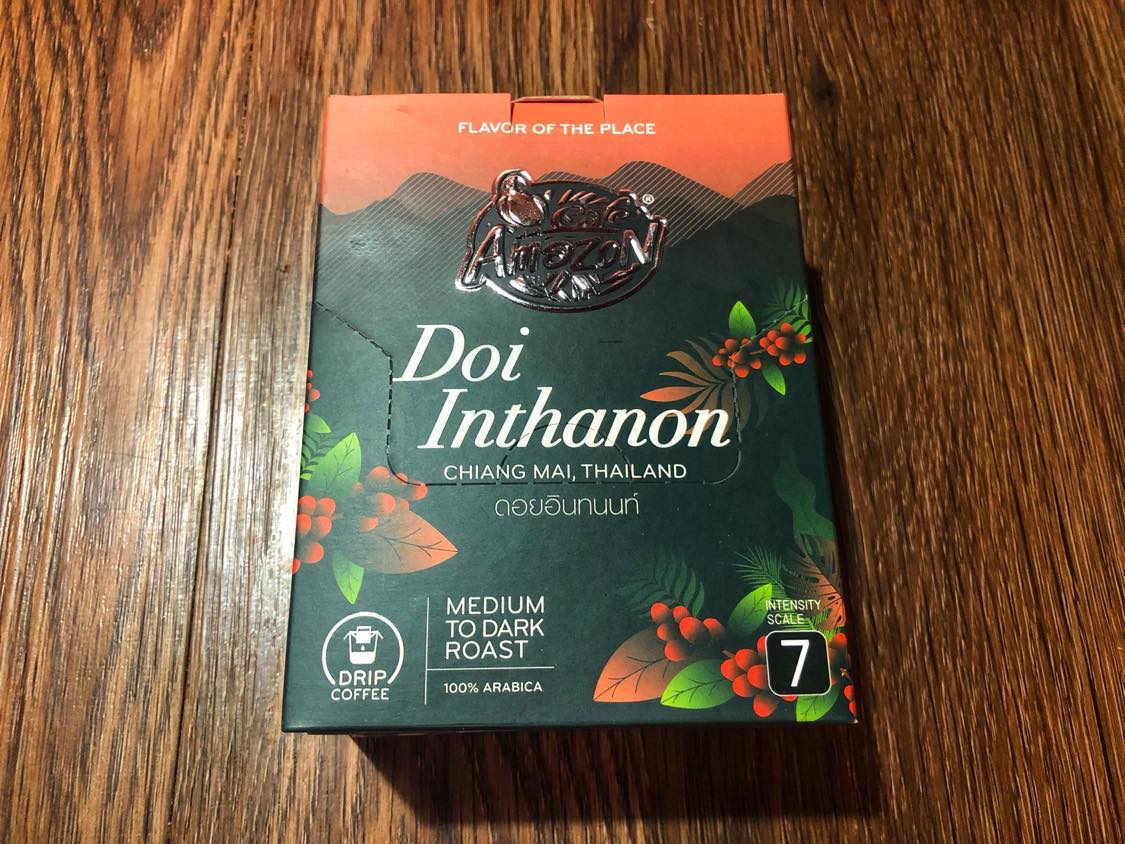 FLAVOR OF THE PLACE
Café
Amazon
®
Doi
Inthanon
CHIANG MAI, THAILAND
ดอยอินทนนท์
MEDIUM
TO DARK
ROAST
100% ARABICA
DRIP
COFFEE
INTENSITY
SCALE
7